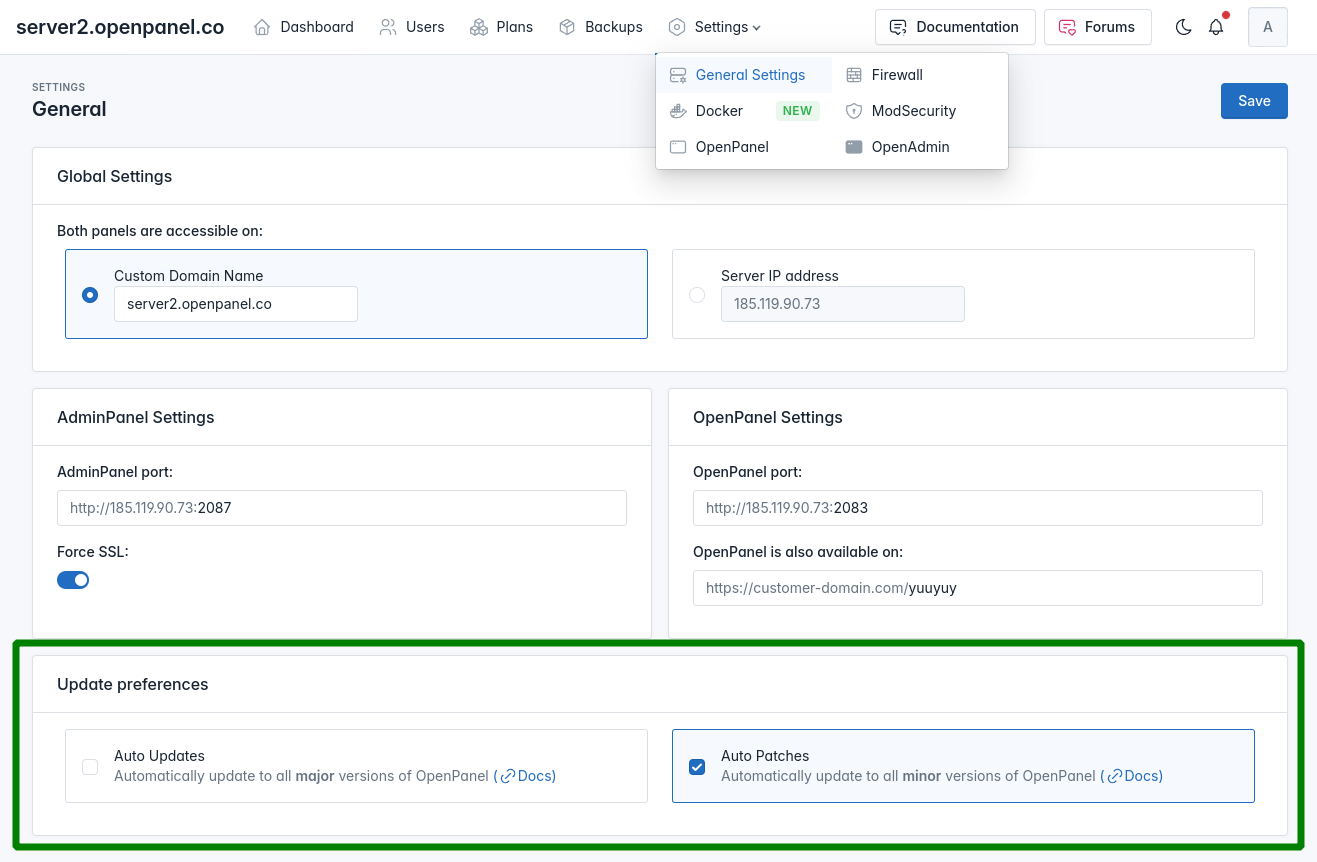 server2.openpanel.co
Dashboard
Users
Plans
Backups
Settings
Documentation
Forums
A
General Settings
Firewall
Docker
NEW
ModSecurity
OpenPanel
OpenAdmin
SETTINGS
General
Save
Global Settings
Both panels are accessible on:
Custom Domain Name
server2.openpanel.co
Server IP address
185.119.90.73
AdminPanel Settings
AdminPanel port:
http://185.119.90.73:2087
Force SSL:
OpenPanel Settings
OpenPanel port:
http://185.119.90.73:2083
OpenPanel is also available on:
https://customer-domain.com/yuuyuy
Update preferences
Auto Updates
Automatically update to all major versions of OpenPanel (Docs)
Auto Patches
Automatically update to all minor versions of OpenPanel (Docs)